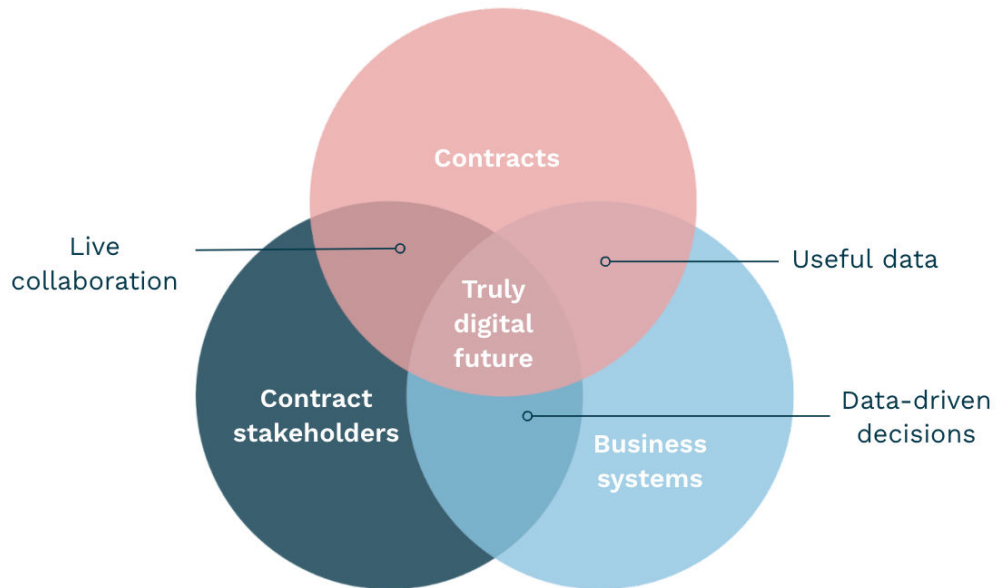 Contracts
Live
collaboration
Useful data
Truly
digital
future
Contract
stakeholders
Data-driven
decisions
Business
systems